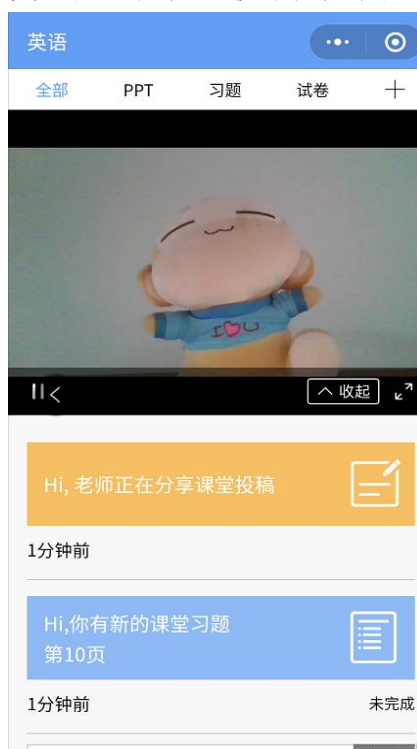 英语
全部 PPT 习题 试卷
I U
收起
Hi, 老师正在分享课堂投稿
1分钟前
Hi,你有新的课堂习题
第10页
1分钟前 未完成